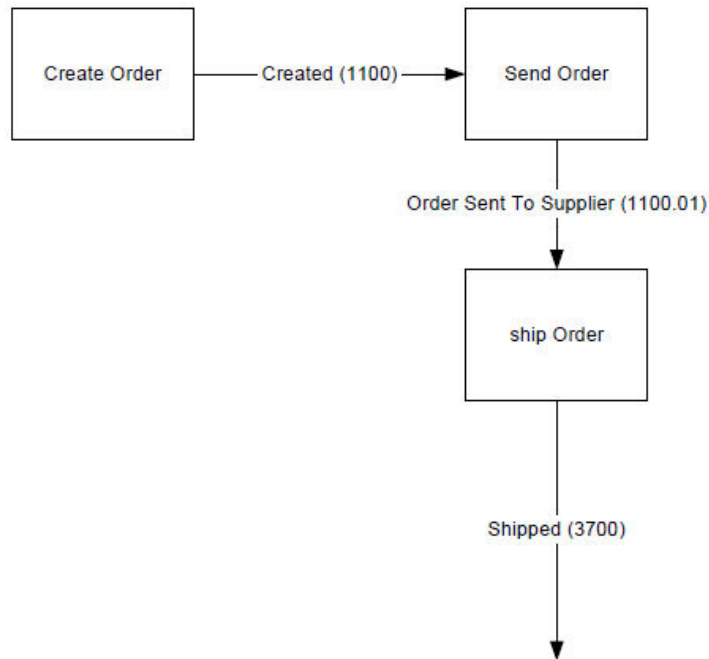 Create Order
Created (1100)
Send Order
Order Sent To Supplier (1100.01)
ship Order
Shipped (3700)